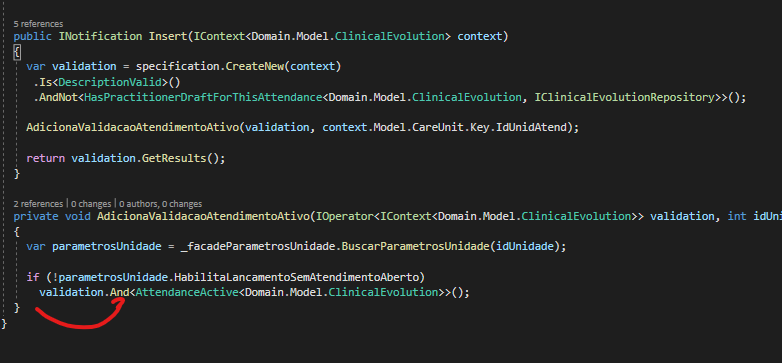 5 references
public INotification Insert(IContext<Domain.Model.ClinicalEvolution> context)
{
var validation = specification.CreateNew(context)
.Is<DescriptionValid>()
.AndNot<HasPractitionerDraftForThisAttendance<Domain.Model.ClinicalEvolution, IClinicalEvolutionRepository>>();
AdicionaValidacaoAtendimentoAtivo(validation, context.Model.CareUnit.Key.IdUnidAtend);
return validation.GetResults();
}
2 references | 0 changes | 0 authors, 0 changes
private void AdicionaValidacaoAtendimentoAtivo(IOperator<IContext<Domain.Model.ClinicalEvolution>> validation, int idUni
{
var parametrosUnidade = _facadeParametrosUnidade.BuscarParametrosUnidade(idUnidade);
if (!parametrosUnidade.HabilitaLancamentoSemAtendimentoAberto)
validation.And<AttendanceActive<Domain.Model.ClinicalEvolution>>();
}
}